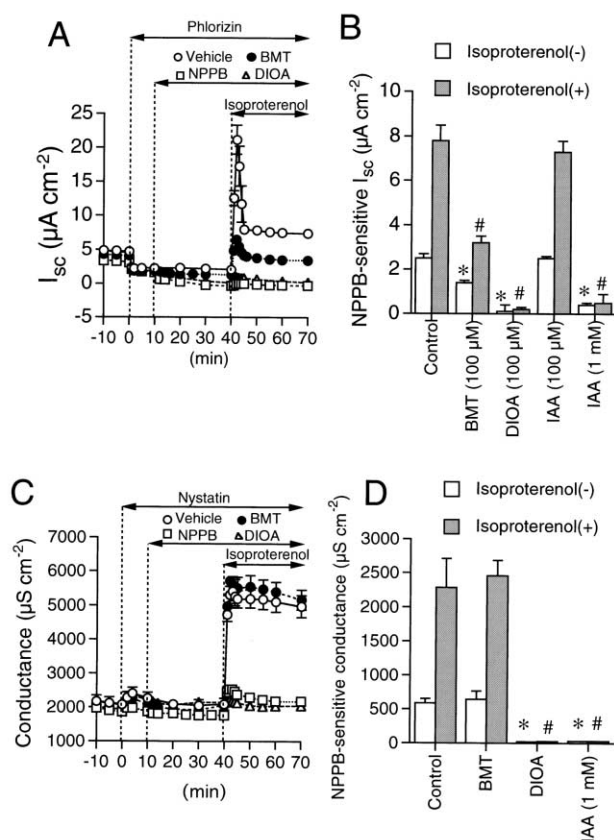 A
Phlorizin
Vehicle BMT
NPPB DIOA
Isoproterenol
I_sc (µA cm⁻²)
25
20
15
10
5
0
-5
-10 0 10 20 30 40 50 60 70
(min)
B
Isoproterenol(-)
Isoproterenol(+)
NPPB-sensitive I_sc (µA cm⁻²)
10
8
6
4
2
0
* # * # * #
Control
BMT (100 µM)
DIOA (100 µM)
IAA (100 µM)
IAA (1 mM)
C
Nystatin
Vehicle BMT
NPPB DIOA
Isoproterenol
Conductance (µS cm⁻²)
7000
6000
5000
4000
3000
2000
1000
-10 0 10 20 30 40 50 60 70
(min)
D
Isoproterenol(-)
Isoproterenol(+)
NPPB-sensitive conductance (µS cm⁻²)
3000
2500
2000
1500
1000
500
0
* # * #
Control
BMT
DIOA
IAA (1 mM)